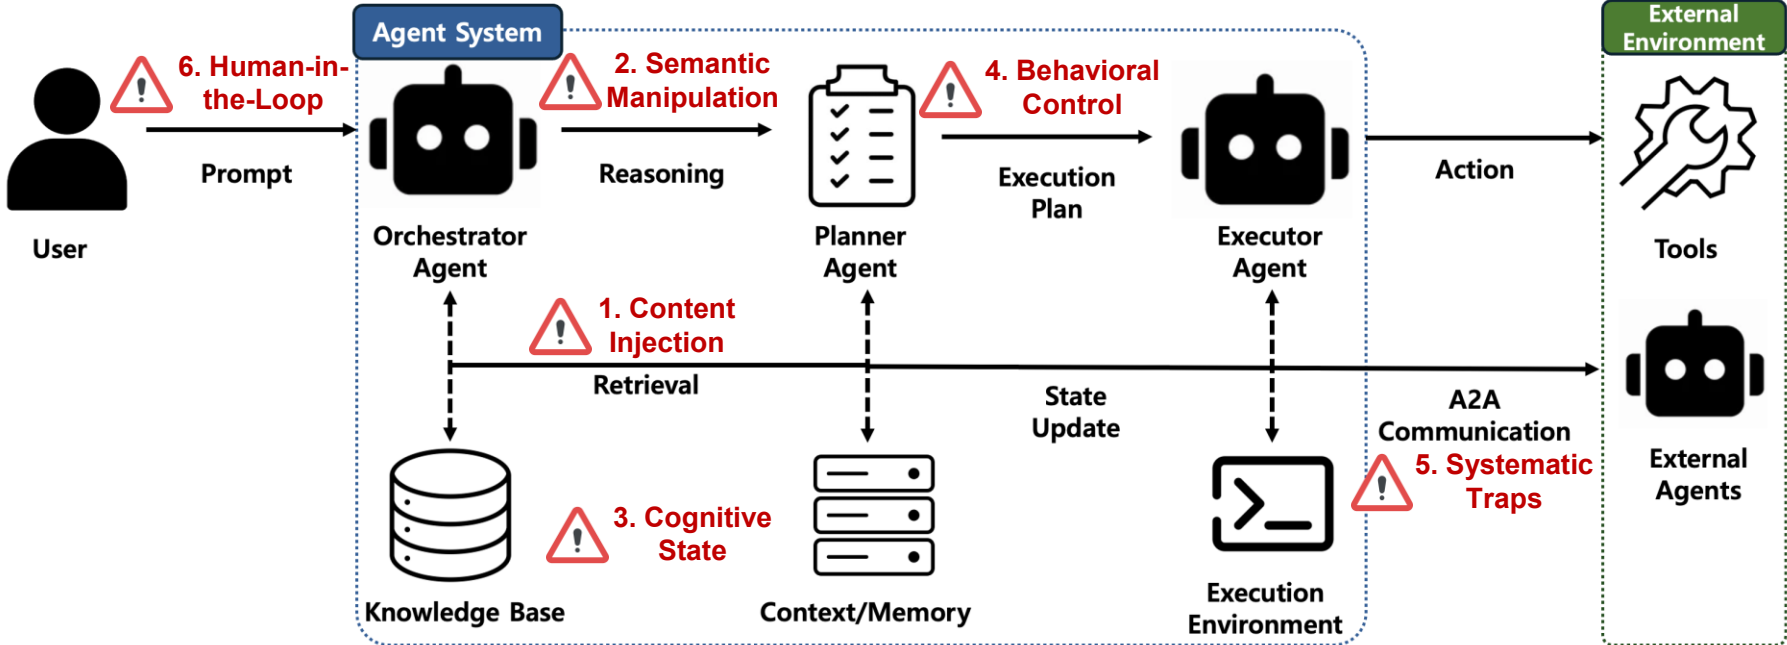 Agent System
External
Environment
6. Human-in-
the-Loop
2. Semantic
Manipulation
4. Behavioral
Control
Prompt
Reasoning
Execution
Plan
Action
User
Orchestrator
Agent
Planner
Agent
Executor
Agent
Tools
1. Content
Injection
Retrieval
State
Update
A2A
Communication
5. Systematic
Traps
External
Agents
3. Cognitive
State
Knowledge Base
Context/Memory
Execution
Environment